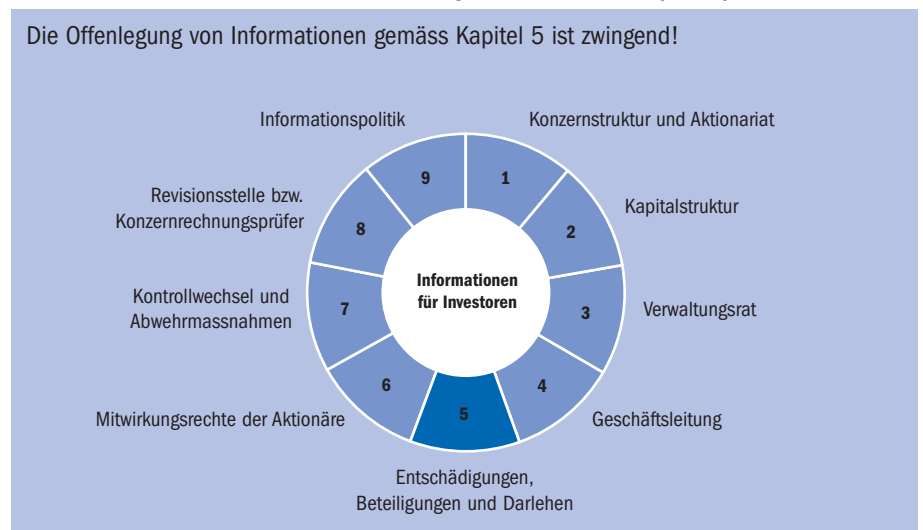 Die Offenlegung von Informationen gemäss Kapitel 5 ist zwingend!
Informationspolitik
Konzernstruktur und Aktionariat
9
1
Revisionsstelle bzw.
Konzernrechnungsprüfer
8
2
Kapitalstruktur
Informationen
für Investoren
Kontrollwechsel und
Abwehrmassnahmen
7
3
Verwaltungsrat
6
4
Mitwirkungsrechte der Aktionäre
5
Geschäftsleitung
Entschädigungen,
Beteiligungen und Darlehen